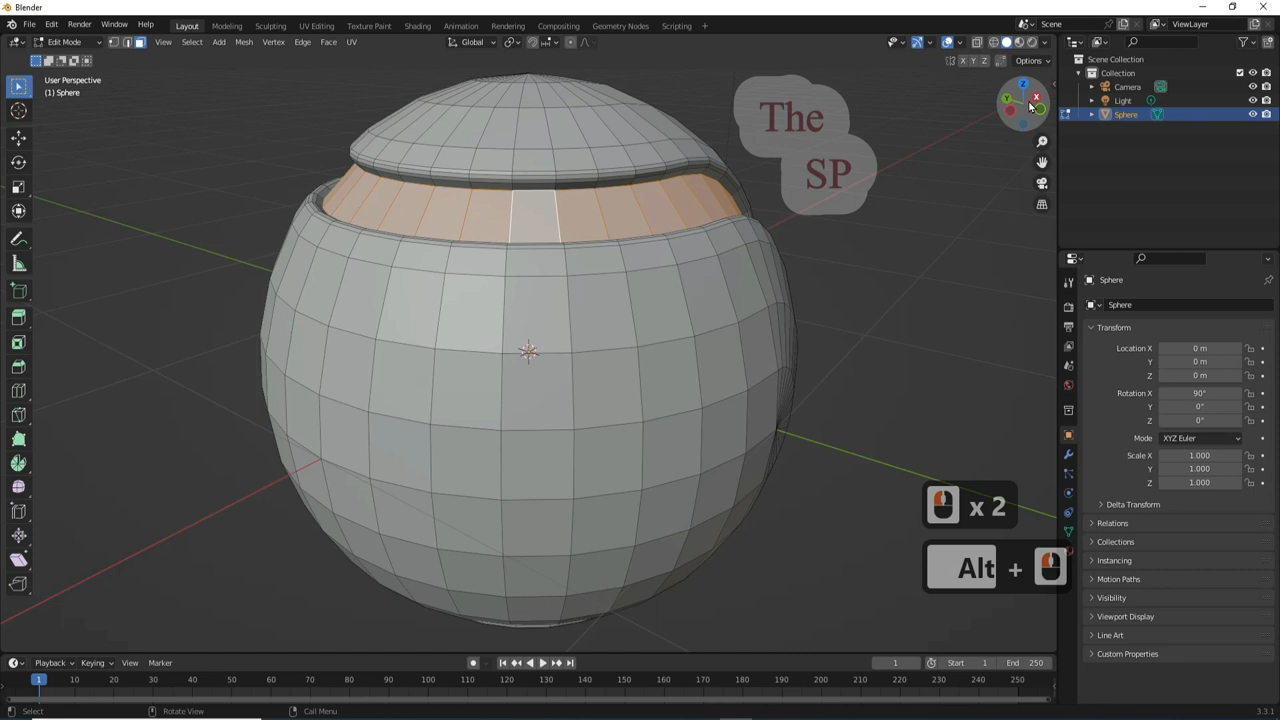 Blender
File Edit Render Window Help Layout Modeling Sculpting UV Editing Texture Paint Shading Animation Rendering Compositing Geometry Nodes Scripting + Scene ViewLayer
Edit Mode View Select Add Mesh Vertex Edge Face UV Global
X Y Z Options
User Perspective
(1) Sphere
The
SP
Z
Y X
Scene Collection
Collection
Camera
Light
Sphere
Sphere
Sphere
Transform
Location X 0 m
Y 0 m
Z 0 m
Rotation X 90°
Y 0°
Z 0°
Mode XYZ Euler
Scale X 1.000
Y 1.000
Z 1.000
Delta Transform
Relations
Collections
Instancing
Motion Paths
Visibility
Viewport Display
Line Art
Custom Properties
x 2
Alt +
Playback Keying View Marker 1 Start 1 End 250
1 10 20 30 40 50 60 70 80 90 100 110 120 130 140 150 160 170 180 190 200 210 220 230 240 250
Select Rotate View Call Menu 3.3.1